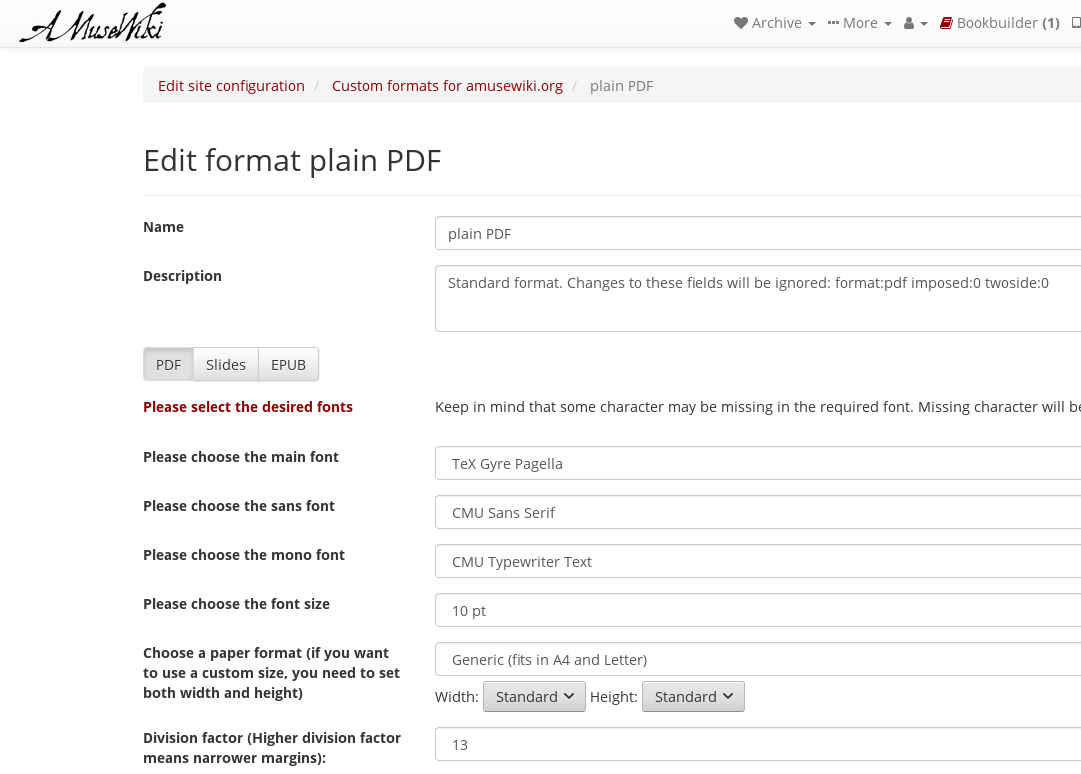 AMuseWiki
Archive More Bookbuilder (1)
Edit site configuration / Custom formats for amusewiki.org / plain PDF
Edit format plain PDF
Name
plain PDF
Description
Standard format. Changes to these fields will be ignored: format:pdf imposed:0 twoside:0
PDF Slides EPUB
Please select the desired fonts
Keep in mind that some character may be missing in the required font. Missing character will
Please choose the main font
TeX Gyre Pagella
Please choose the sans font
CMU Sans Serif
Please choose the mono font
CMU Typewriter Text
Please choose the font size
10 pt
Choose a paper format (if you want
to use a custom size, you need to set
both width and height)
Generic (fits in A4 and Letter)
Width: Standard Height: Standard
Division factor (Higher division factor
means narrower margins):
13